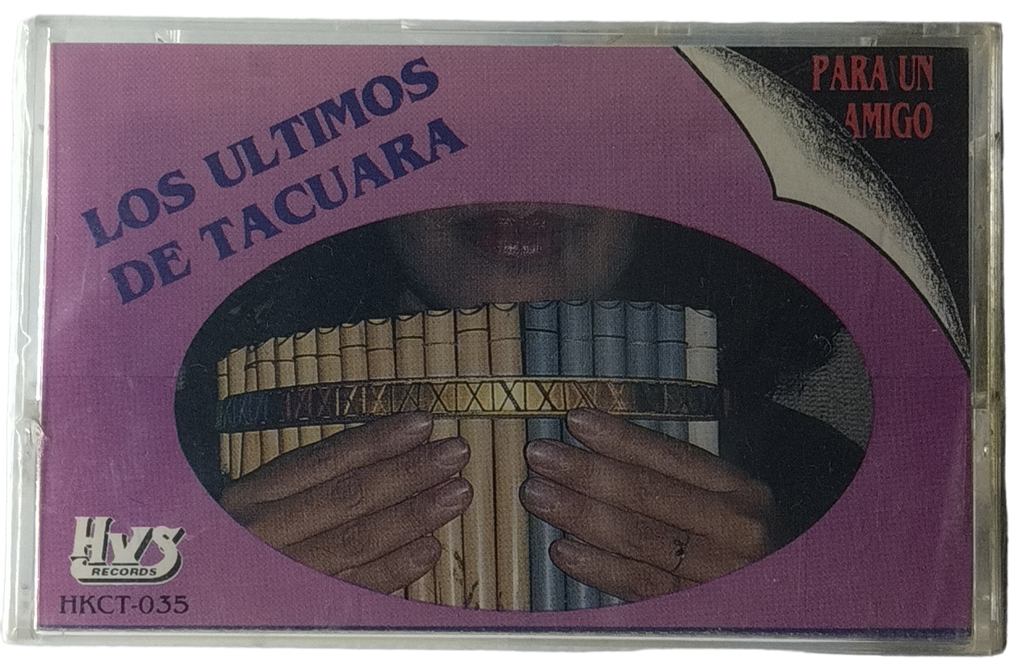 LOS ULTIMOS
DE TACUARA
PARA UN
AMIGO
HVS
RECORDS
HKCT-035